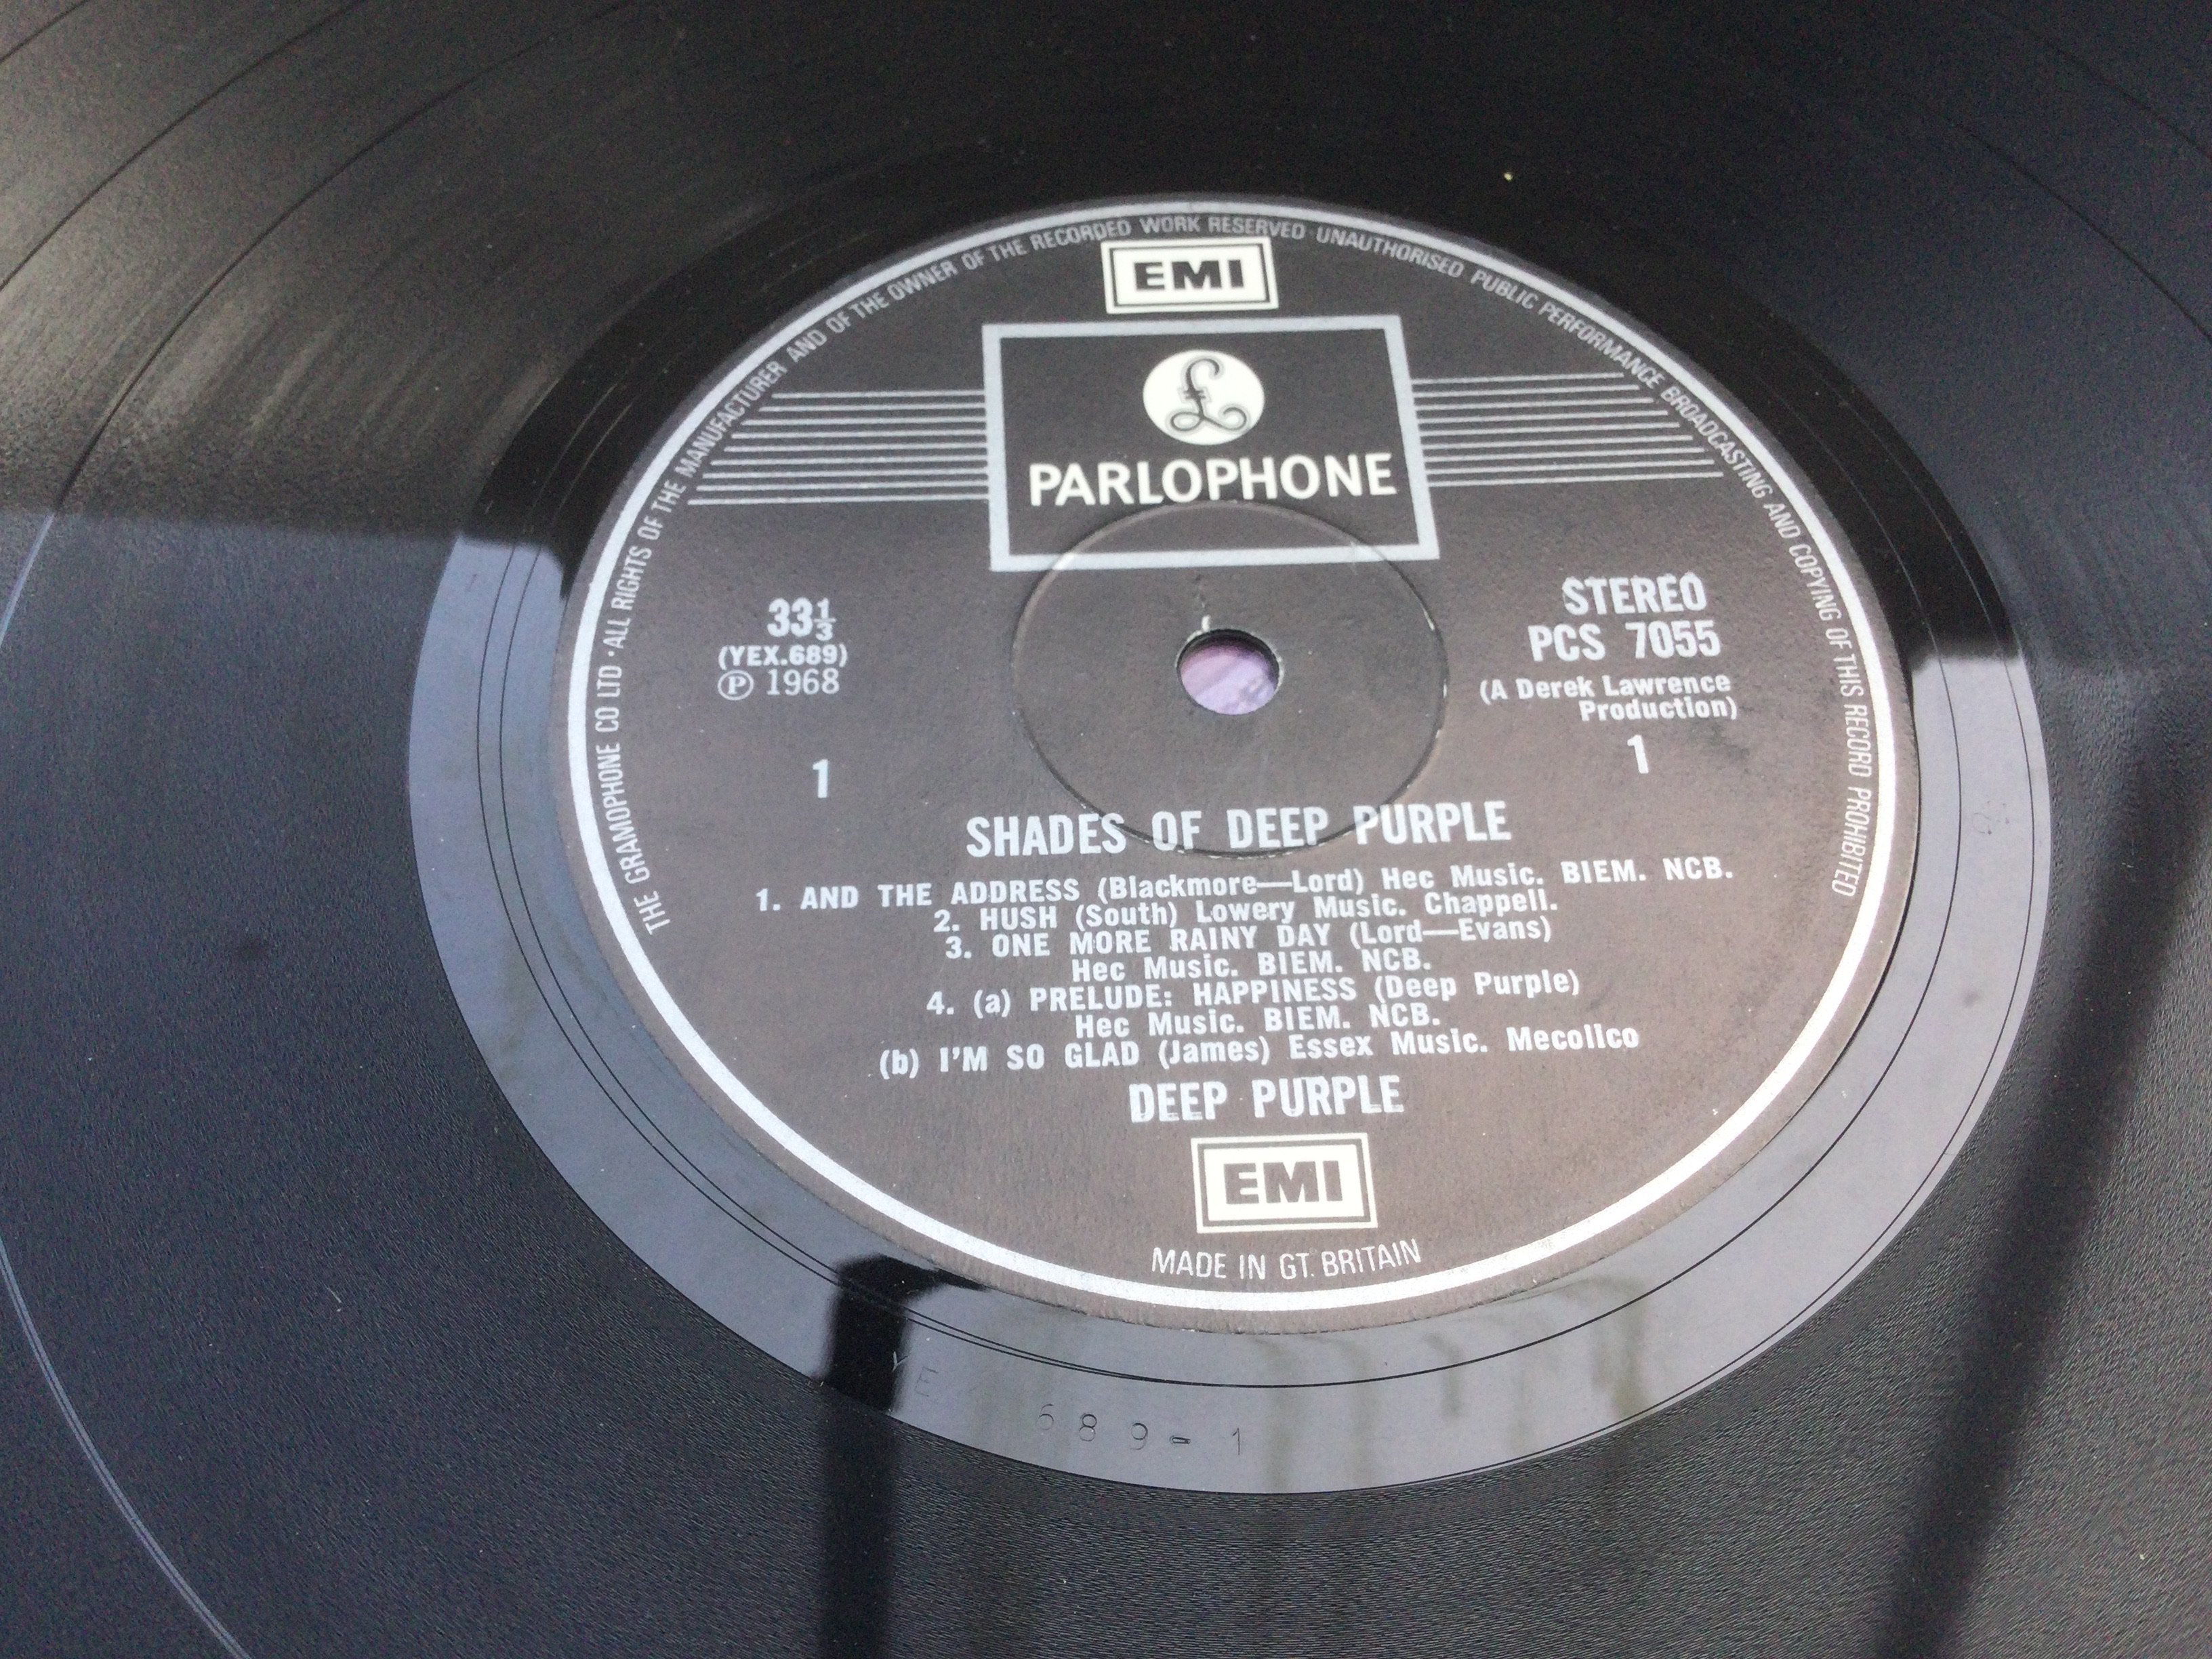 THE GRAMOPHONE CO LTD · ALL RIGHTS OF THE MANUFACTURER AND OF THE OWNER OF THE RECORDED WORK RESERVED UNAUTHORISED PUBLIC PERFORMANCE BROADCASTING AND COPYING OF THIS RECORD PROHIBITED
EMI
£
PARLOPHONE
33⅓
(YEX.689)
Ⓟ 1968
1
STEREO
PCS 7055
(A Derek Lawrence
Production)
1
SHADES OF DEEP PURPLE
1. AND THE ADDRESS (Blackmore—Lord) Hec Music. BIEM. NCB.
2. HUSH (South) Lowery Music. Chappell.
3. ONE MORE RAINY DAY (Lord—Evans)
Hec Music. BIEM. NCB.
4. (a) PRELUDE: HAPPINESS (Deep Purple)
Hec Music. BIEM. NCB.
(b) I'M SO GLAD (James) Essex Music. Mecolico
DEEP PURPLE
EMI
MADE IN GT. BRITAIN
689-1